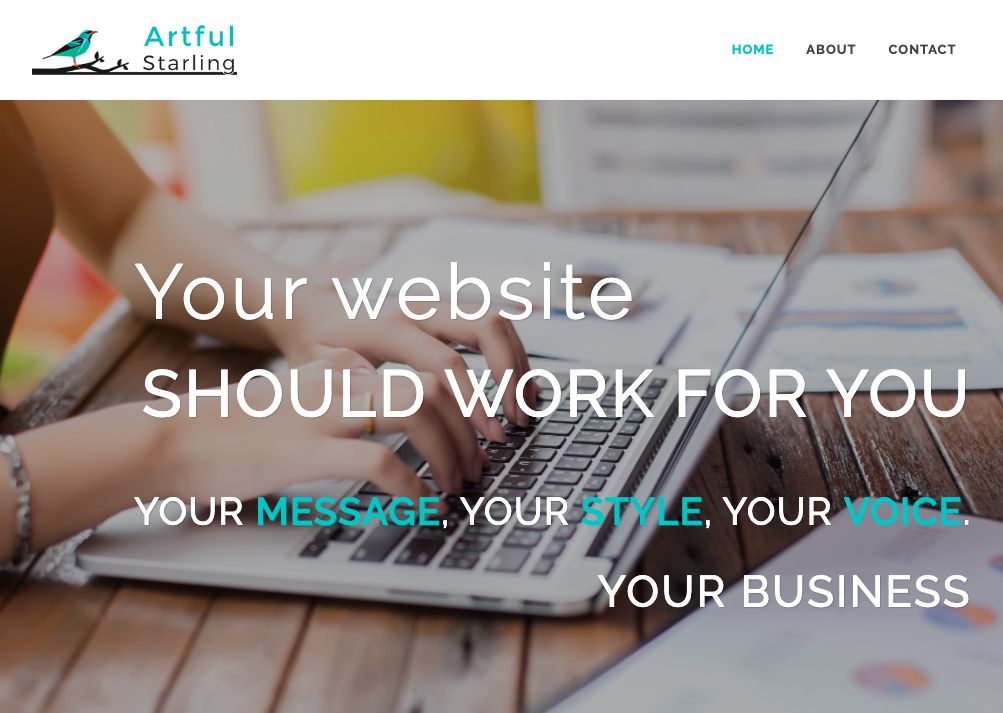 Artful
Starling
HOME ABOUT CONTACT
Your website
SHOULD WORK FOR YOU
YOUR MESSAGE, YOUR STYLE, YOUR VOICE.
YOUR BUSINESS